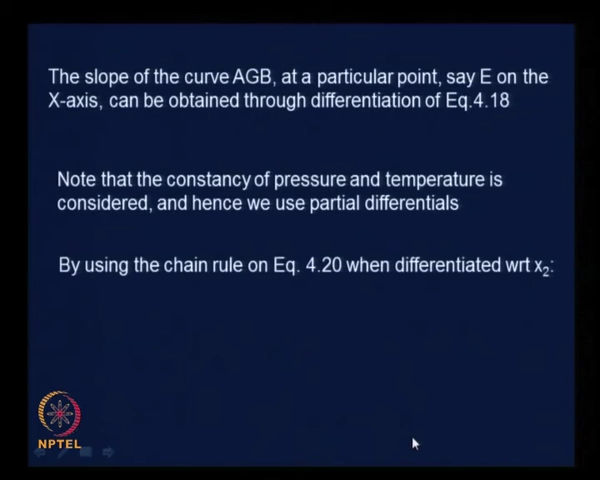 The slope of the curve AGB, at a particular point, say E on the
X-axis, can be obtained through differentiation of Eq.4.18
Note that the constancy of pressure and temperature is
considered, and hence we use partial differentials
By using the chain rule on Eq. 4.20 when differentiated wrt x₂:
NPTEL